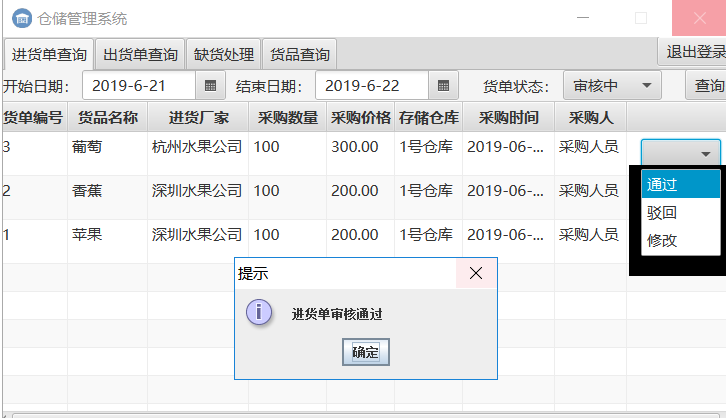 仓储管理系统
进货单查询 出货单查询 缺货处理 货品查询 退出登录
开始日期： 2019-6-21 结束日期： 2019-6-22 货单状态： 审核中 查询
货单编号 货品名称 进货厂家 采购数量 采购价格 存储仓库 采购时间 采购人
3 葡萄 杭州水果公司 100 300.00 1号仓库 2019-06-... 采购人员
2 香蕉 深圳水果公司 100 200.00 1号仓库 2019-06-... 采购人员
1 苹果 深圳水果公司 100 200.00 1号仓库 2019-06-... 采购人员
通过
驳回
修改
提示
进货单审核通过
确定